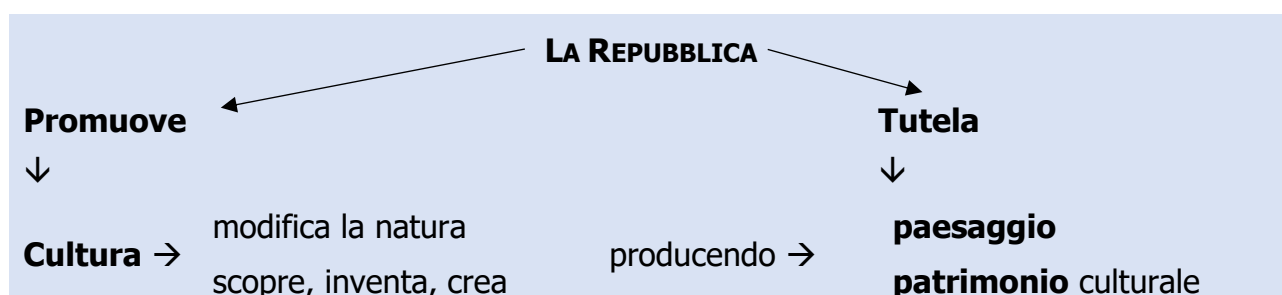 LA REPUBBLICA
Promuove Tutela
↓ ↓
modifica la natura paesaggio
Cultura → producendo →
scopre, inventa, crea patrimonio culturale